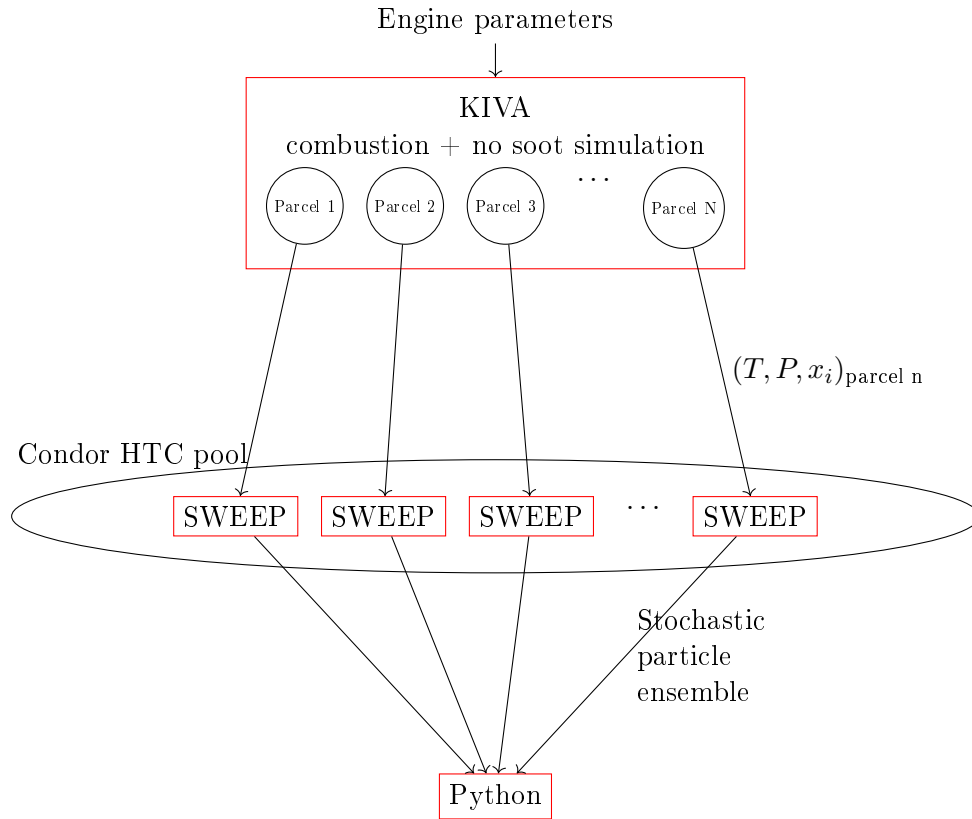 Engine parameters
KIVA
combustion + no soot simulation
Parcel 1 Parcel 2 Parcel 3 ... Parcel N
(T, P, x_i)_parcel n
Condor HTC pool
SWEEP SWEEP SWEEP ... SWEEP
Stochastic
particle
ensemble
Python